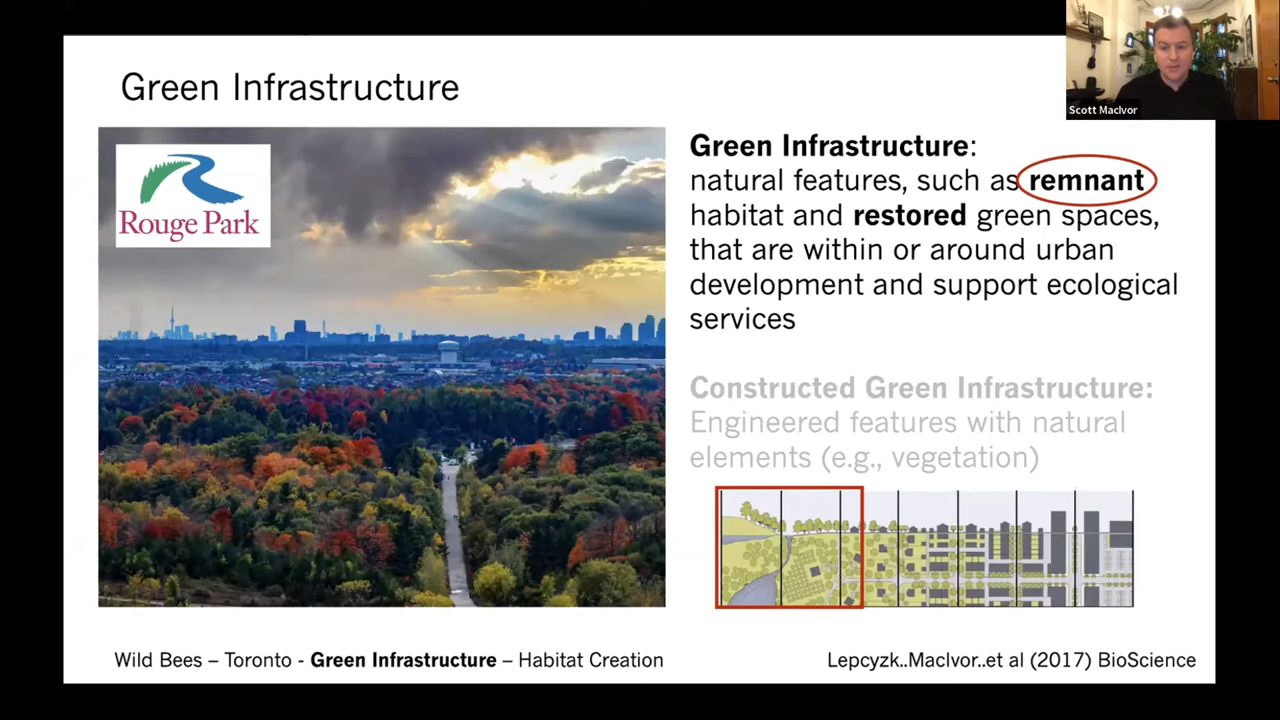 Green Infrastructure
Scott MacIvor
Rouge Park
Green Infrastructure:
natural features, such as remnant
habitat and restored green spaces,
that are within or around urban
development and support ecological
services
Constructed Green Infrastructure:
Engineered features with natural
elements (e.g., vegetation)
Wild Bees – Toronto - Green Infrastructure – Habitat Creation
Lepcyzk..MacIvor..et al (2017) BioScience